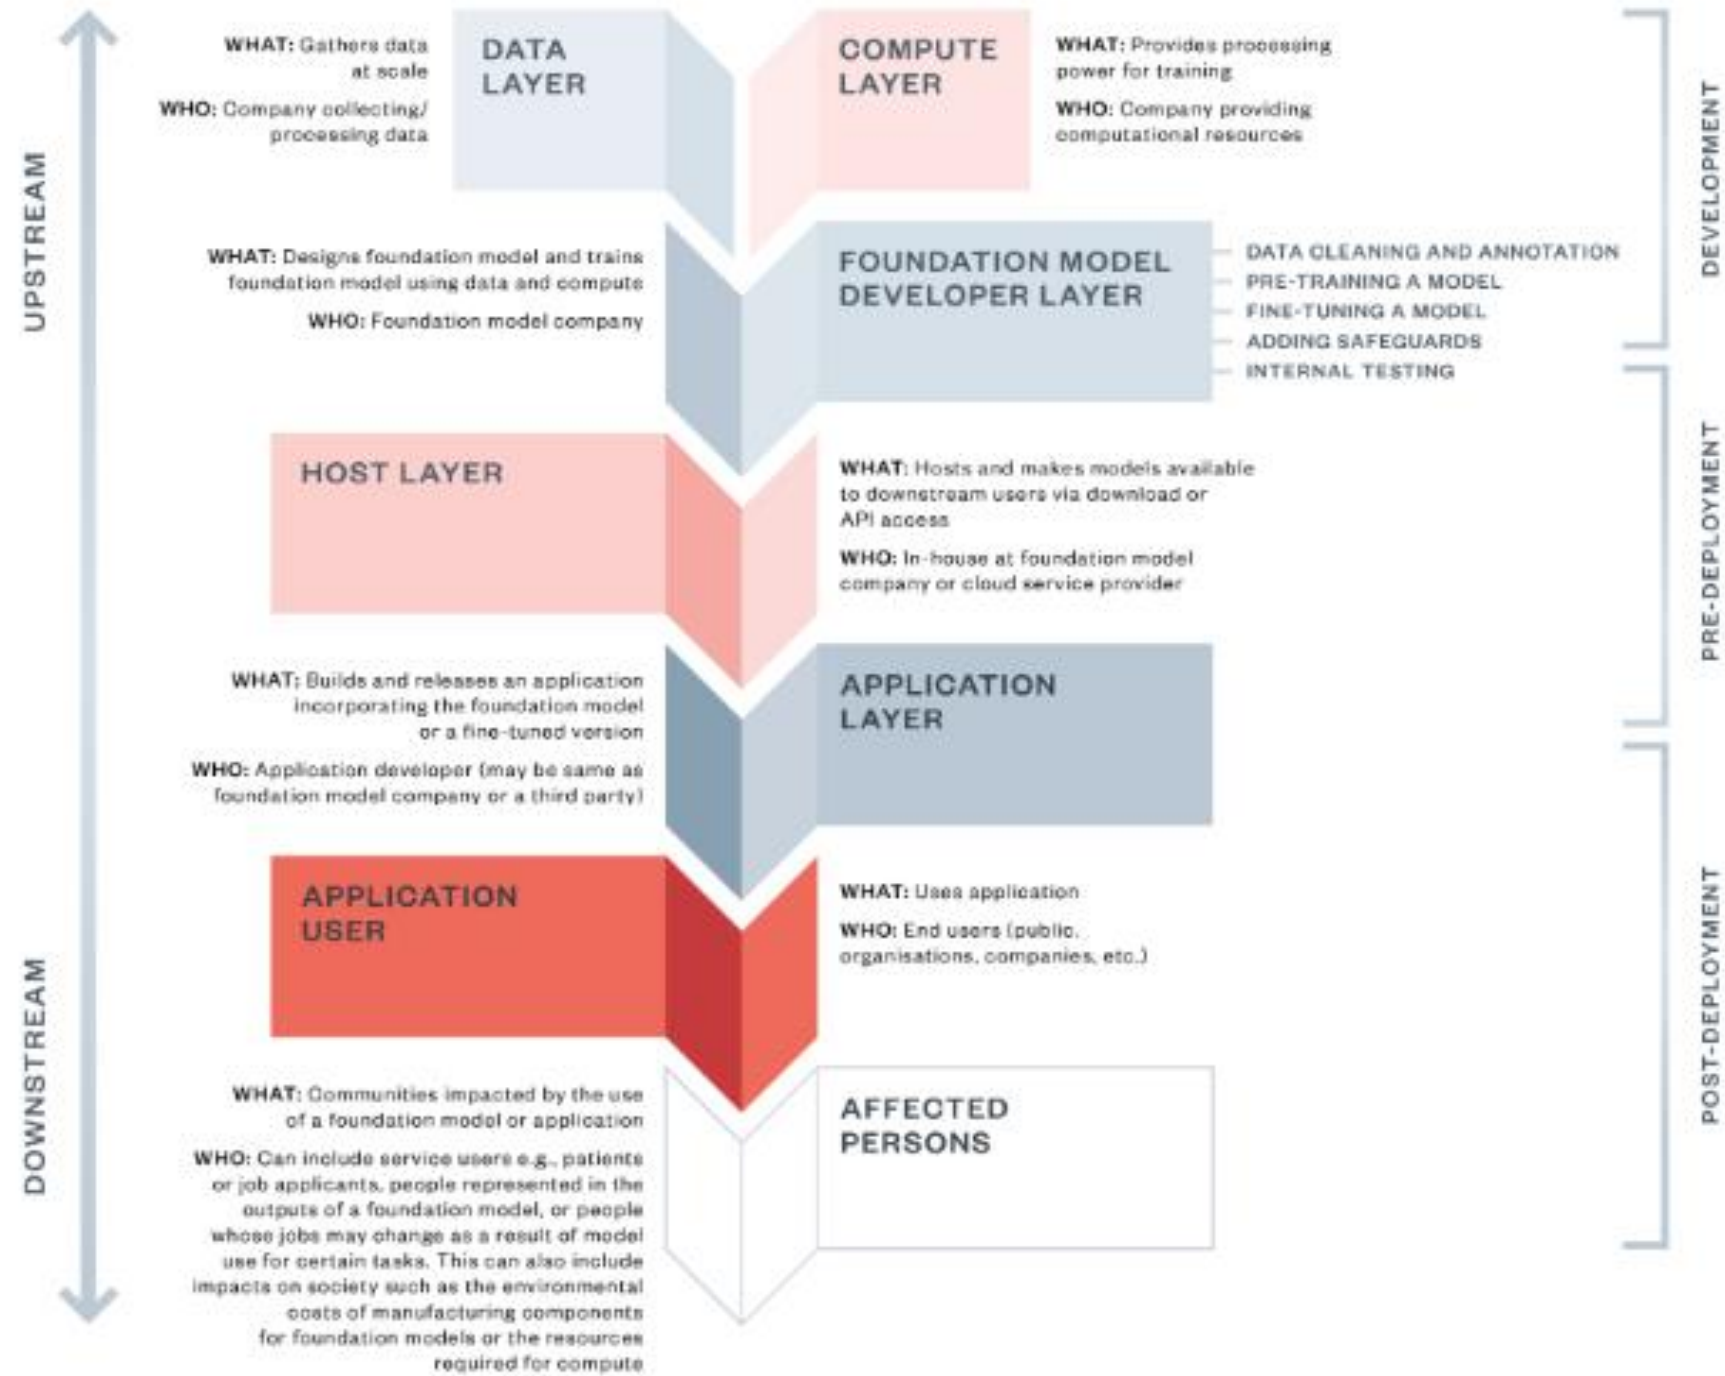 UPSTREAM
DOWNSTREAM
WHAT: Gathers data
at scale
WHO: Company collecting/
processing data
DATA
LAYER
COMPUTE
LAYER
WHAT: Provides processing
power for training
WHO: Company providing
computational resources
DEVELOPMENT
WHAT: Designs foundation model and trains
foundation model using data and compute
WHO: Foundation model company
FOUNDATION MODEL
DEVELOPER LAYER
DATA CLEANING AND ANNOTATION
PRE-TRAINING A MODEL
FINE-TUNING A MODEL
ADDING SAFEGUARDS
INTERNAL TESTING
HOST LAYER
WHAT: Hosts and makes models available
to downstream users via download or
API access
WHO: In-house at foundation model
company or cloud service provider
PRE-DEPLOYMENT
WHAT: Builds and releases an application
incorporating the foundation model
or a fine-tuned version
WHO: Application developer (may be same as
foundation model company or a third party)
APPLICATION
LAYER
APPLICATION
USER
WHAT: Uses application
WHO: End users (public,
organisations, companies, etc.)
POST-DEPLOYMENT
WHAT: Communities impacted by the use
of a foundation model or application
WHO: Can include service users e.g., patients
or job applicants, people represented in the
outputs of a foundation model, or people
whose jobs may change as a result of model
use for certain tasks. This can also include
impacts on society such as the environmental
costs of manufacturing components
for foundation models or the resources
required for compute
AFFECTED
PERSONS